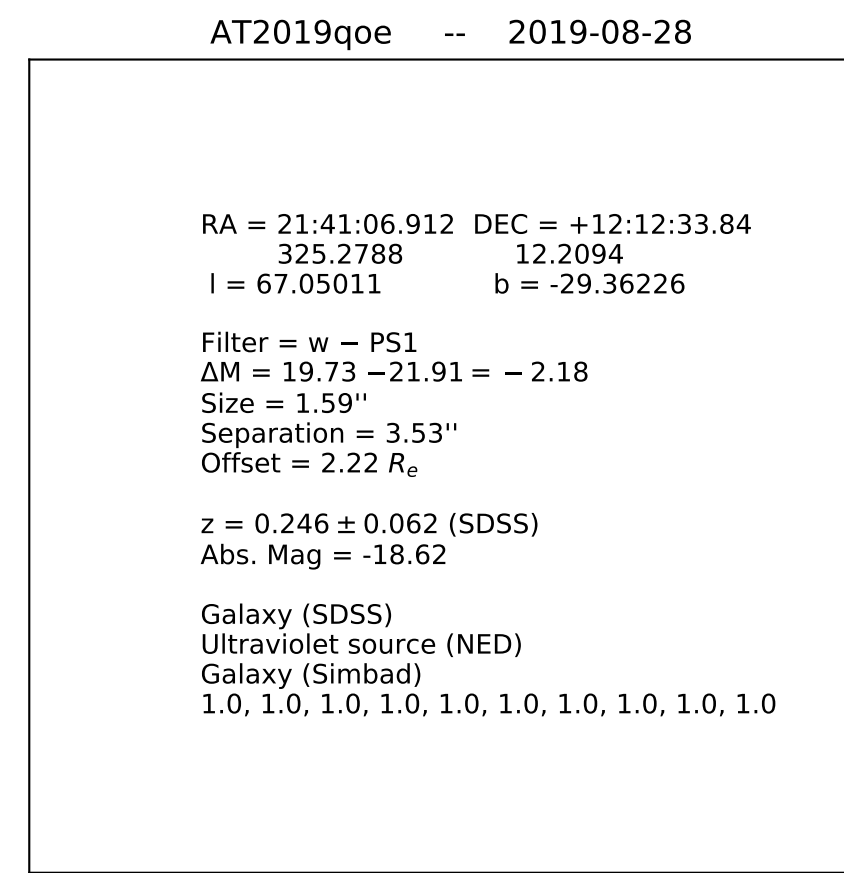 AT2019qoe -- 2019-08-28
RA = 21:41:06.912 DEC = +12:12:33.84
325.2788 12.2094
l = 67.05011 b = -29.36226
Filter = w − PS1
ΔM = 19.73 −21.91 = − 2.18
Size = 1.59''
Separation = 3.53''
Offset = 2.22 Rₑ
z = 0.246 ± 0.062 (SDSS)
Abs. Mag = -18.62
Galaxy (SDSS)
Ultraviolet source (NED)
Galaxy (Simbad)
1.0, 1.0, 1.0, 1.0, 1.0, 1.0, 1.0, 1.0, 1.0, 1.0